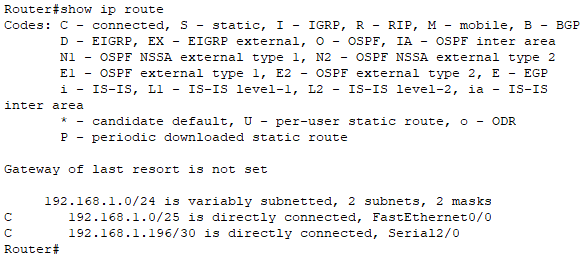 Router#show ip route
Codes: C - connected, S - static, I - IGRP, R - RIP, M - mobile, B - BGP
D - EIGRP, EX - EIGRP external, O - OSPF, IA - OSPF inter area
N1 - OSPF NSSA external type 1, N2 - OSPF NSSA external type 2
E1 - OSPF external type 1, E2 - OSPF external type 2, E - EGP
i - IS-IS, L1 - IS-IS level-1, L2 - IS-IS level-2, ia - IS-IS
inter area
* - candidate default, U - per-user static route, o - ODR
P - periodic downloaded static route
Gateway of last resort is not set
192.168.1.0/24 is variably subnetted, 2 subnets, 2 masks
C 192.168.1.0/25 is directly connected, FastEthernet0/0
C 192.168.1.196/30 is directly connected, Serial2/0
Router#